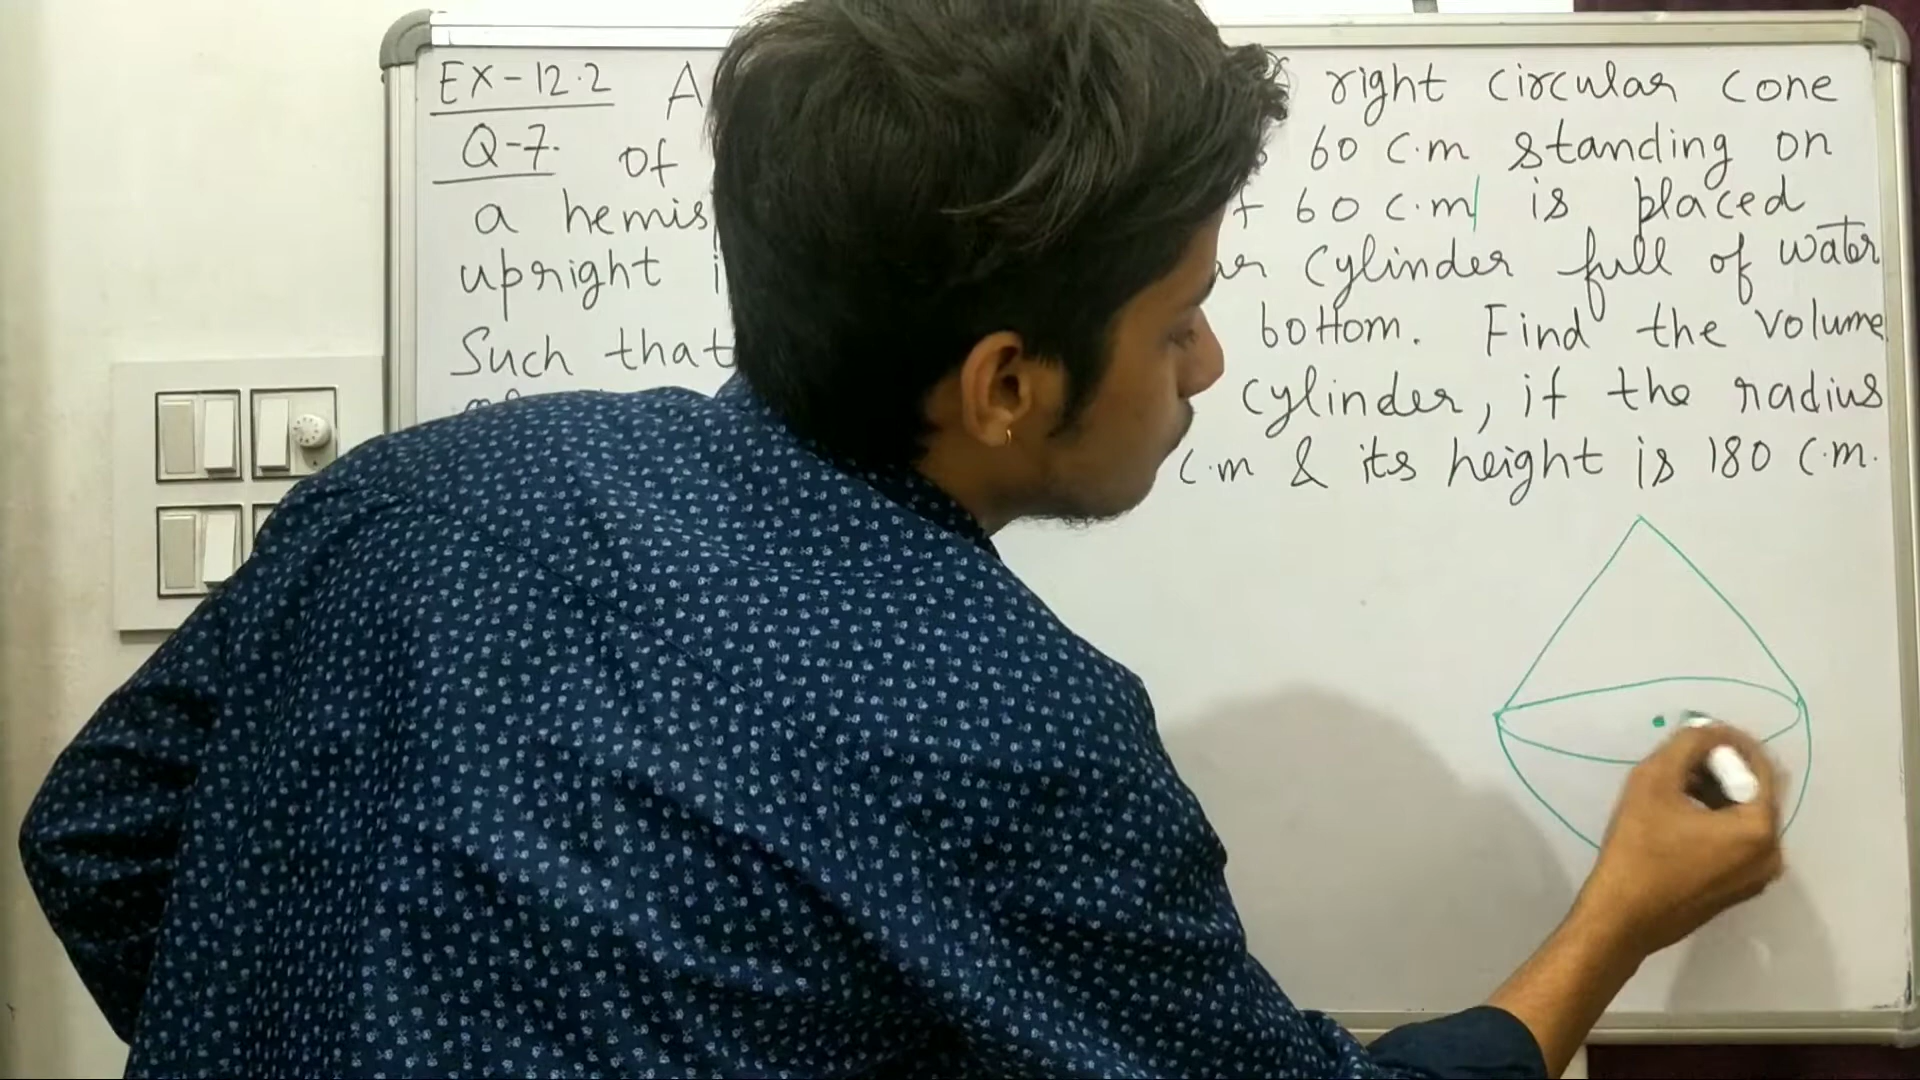 EX-12.2 A right circular cone
Q-7. of 60 c.m standing on
a hemis 60 c.m is placed
upright cylinder full of water
Such that bottom. Find the volume
cylinder, if the radius
c.m & its height is 180 c.m.